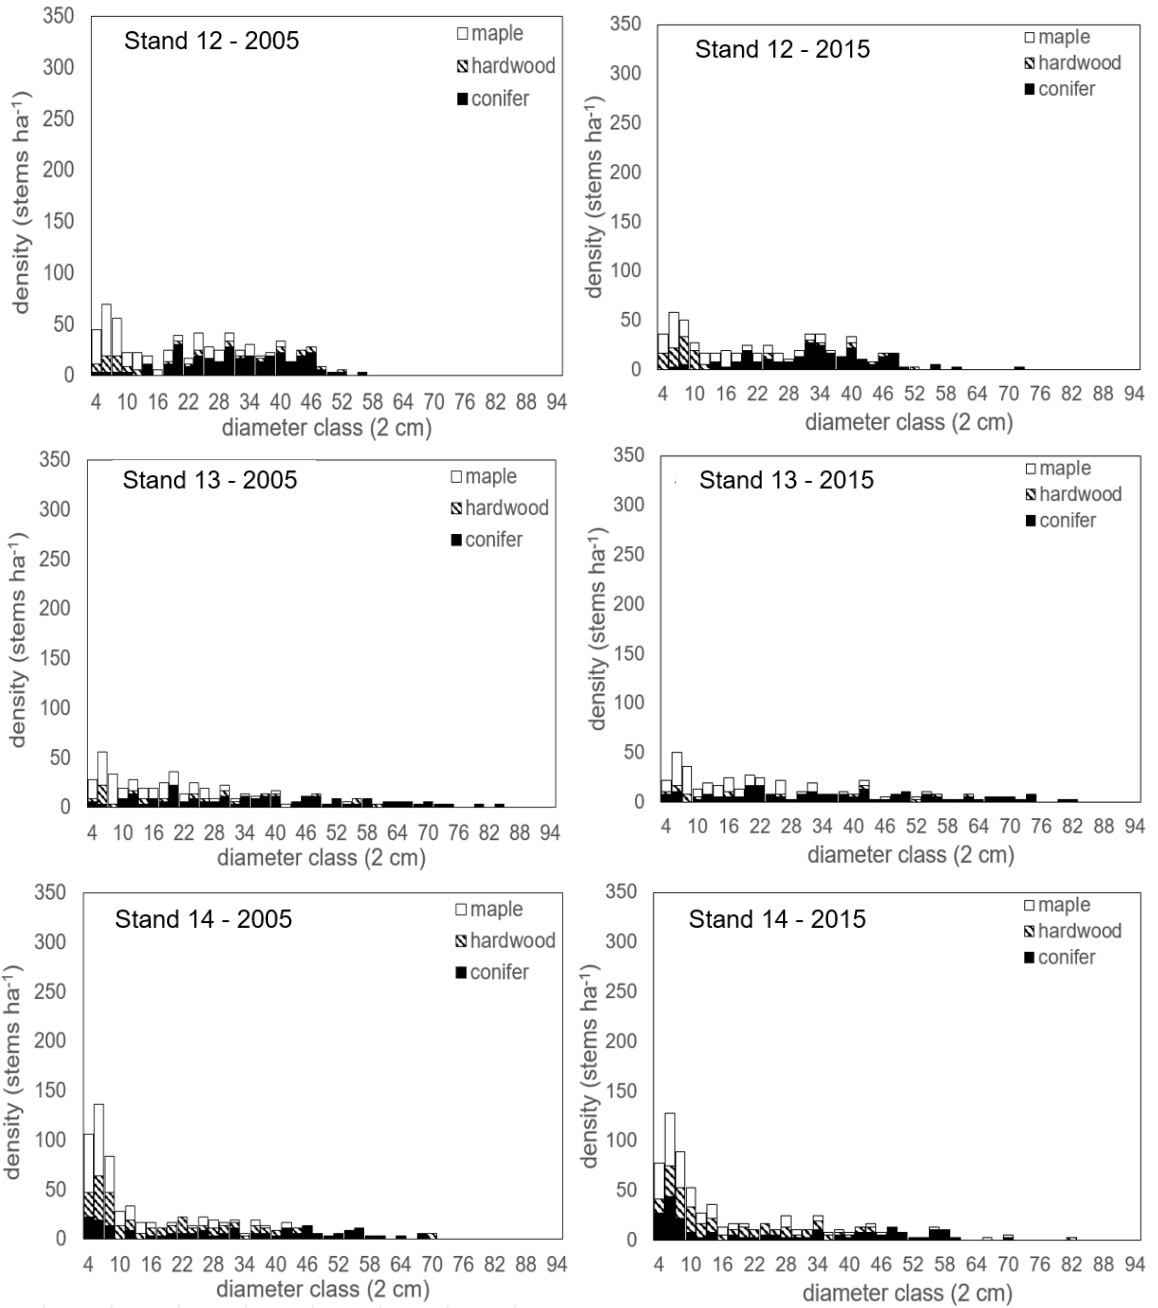 Stand 12 - 2005
maple
hardwood
conifer
density (stems ha-1)
350
300
250
200
150
100
50
0
4 10 16 22 28 34 40 46 52 58 64 70 76 82 88 94
diameter class (2 cm)
Stand 12 - 2015
maple
hardwood
conifer
density (stems ha-1)
350
300
250
200
150
100
50
0
4 10 16 22 28 34 40 46 52 58 64 70 76 82 88 94
diameter class (2 cm)
Stand 13 - 2005
maple
hardwood
conifer
density (stems ha-1)
350
300
250
200
150
100
50
0
4 10 16 22 28 34 40 46 52 58 64 70 76 82 88 94
diameter class (2 cm)
Stand 13 - 2015
maple
hardwood
conifer
density (stems ha-1)
350
300
250
200
150
100
50
0
4 10 16 22 28 34 40 46 52 58 64 70 76 82 88 94
diameter class (2 cm)
Stand 14 - 2005
maple
hardwood
conifer
density (stems ha-1)
350
300
250
200
150
100
50
0
4 10 16 22 28 34 40 46 52 58 64 70 76 82 88 94
diameter class (2 cm)
Stand 14 - 2015
maple
hardwood
conifer
density (stems ha-1)
350
300
250
200
150
100
50
0
4 10 16 22 28 34 40 46 52 58 64 70 76 82 88 94
diameter class (2 cm)